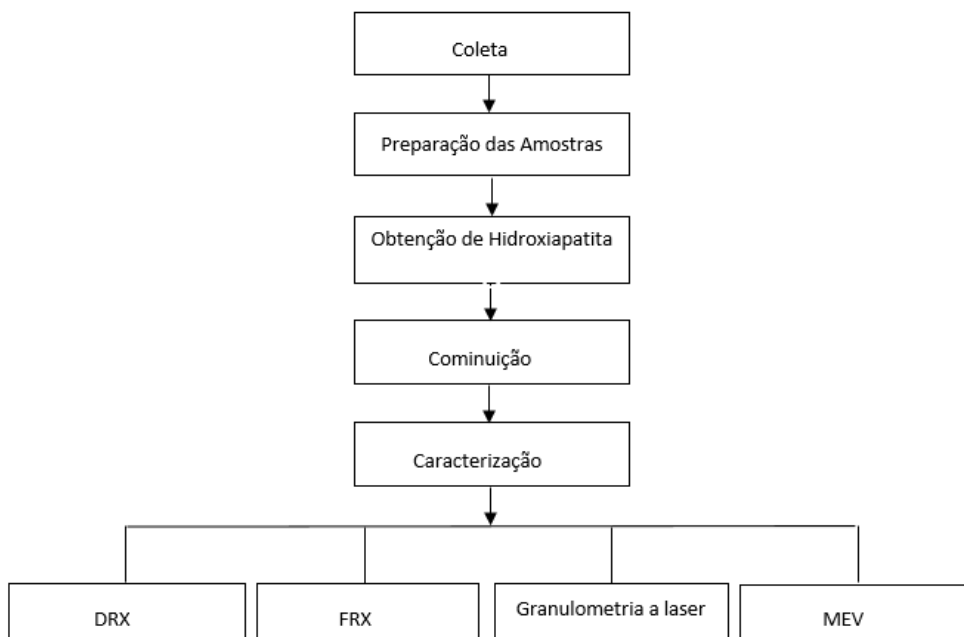 Coleta
Preparação das Amostras
Obtenção de Hidroxiapatita
Cominuição
Caracterização
DRX
FRX
Granulometria a laser
MEV